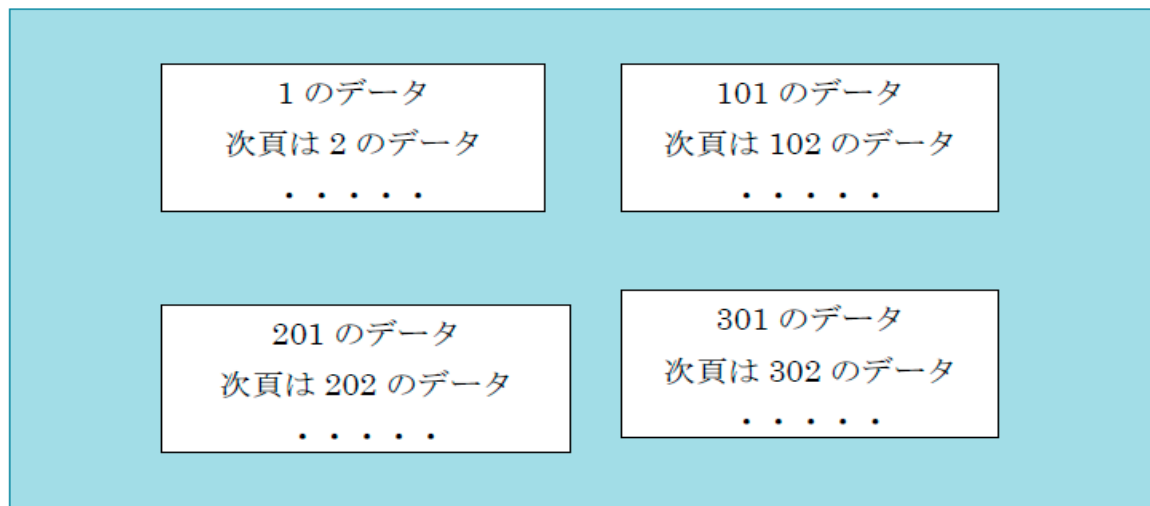 1 のデータ
次頁は 2 のデータ
・・・・・
101 のデータ
次頁は 102 のデータ
・・・・・
201 のデータ
次頁は 202 のデータ
・・・・・
301 のデータ
次頁は 302 のデータ
・・・・・